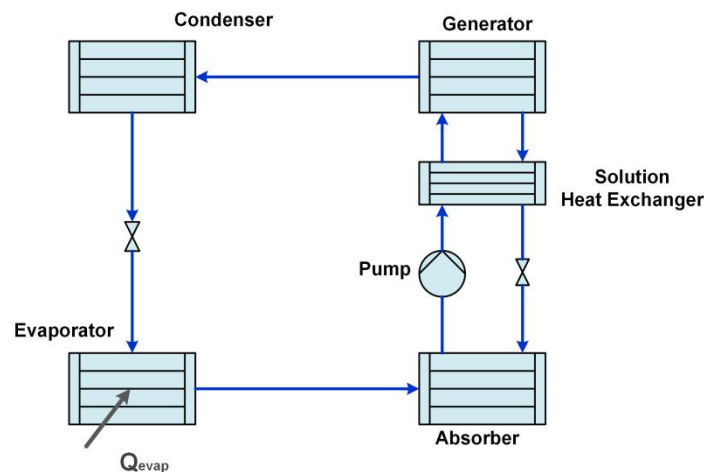 Condenser
Generator
Solution
Heat Exchanger
Pump
Evaporator
Absorber
Qevap